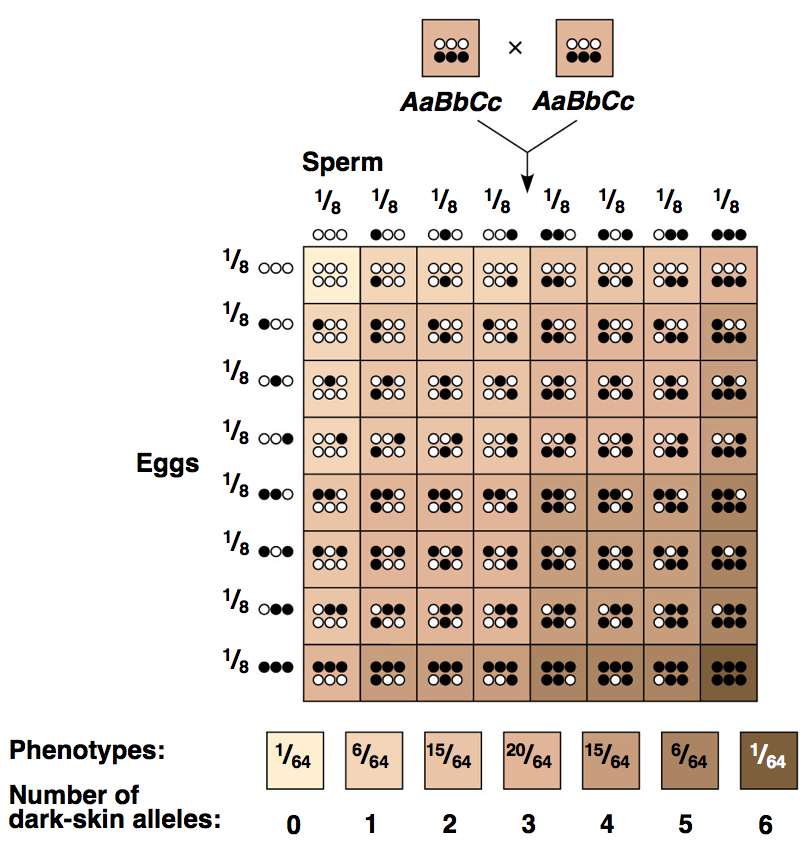 ×
AaBbCc AaBbCc
Sperm
1/8 1/8 1/8 1/8 1/8 1/8 1/8 1/8
1/8
1/8
1/8
1/8
Eggs
1/8
1/8
1/8
1/8
Phenotypes: 1/64 6/64 15/64 20/64 15/64 6/64 1/64
Number of
dark-skin alleles: 0 1 2 3 4 5 6